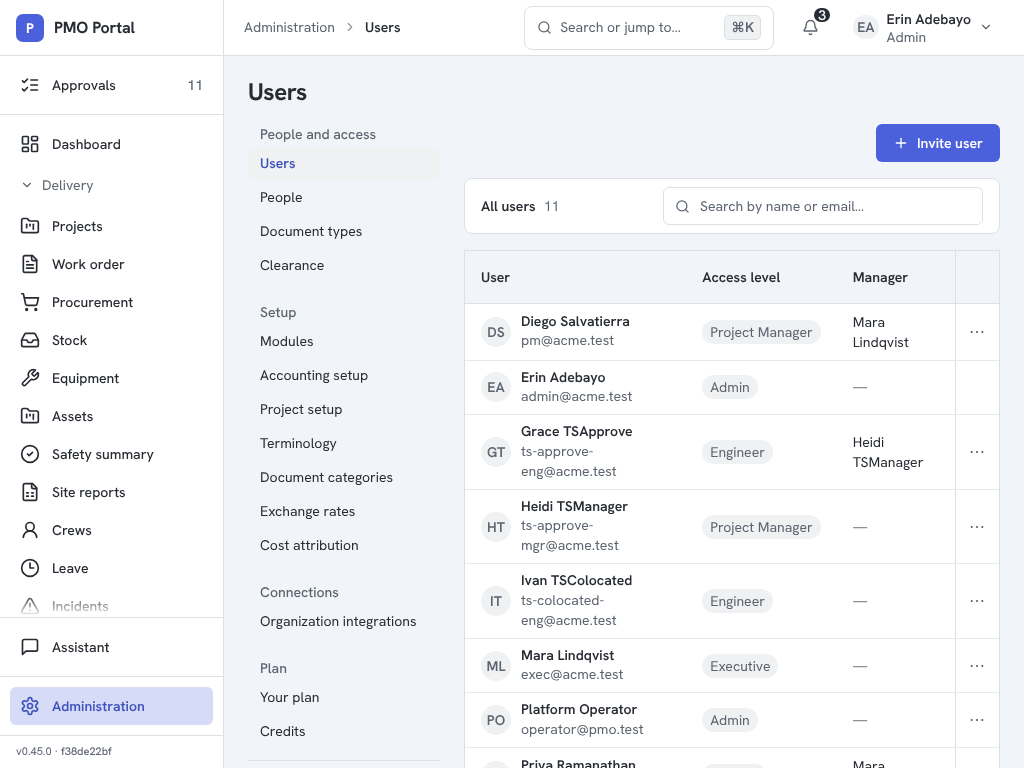 P PMO Portal
Administration > Users
Search or jump to...
⌘K
3
EA
Erin Adebayo
Admin
Approvals 11
Dashboard
Delivery
Projects
Work order
Procurement
Stock
Equipment
Assets
Safety summary
Site reports
Crews
Leave
Incidents
Assistant
Administration
v0.45.0 · f38de22bf
Users
People and access
Users
People
Document types
Clearance
Setup
Modules
Accounting setup
Project setup
Terminology
Document categories
Exchange rates
Cost attribution
Connections
Organization integrations
Plan
Your plan
Credits
+ Invite user
All users 11
Search by name or email...
User Access level Manager
DS Diego Salvatierra
pm@acme.test
Project Manager
Mara
Lindqvist
...
EA Erin Adebayo
admin@acme.test
Admin
—
GT Grace TSApprove
ts-approve-
eng@acme.test
Engineer
Heidi
TSManager
...
HT Heidi TSManager
ts-approve-
mgr@acme.test
Project Manager
—
...
IT Ivan TSColocated
ts-colocated-
eng@acme.test
Engineer
—
...
ML Mara Lindqvist
exec@acme.test
Executive
—
...
PO Platform Operator
operator@pmo.test
Admin
—
...
Priya Ramanathan
Mara